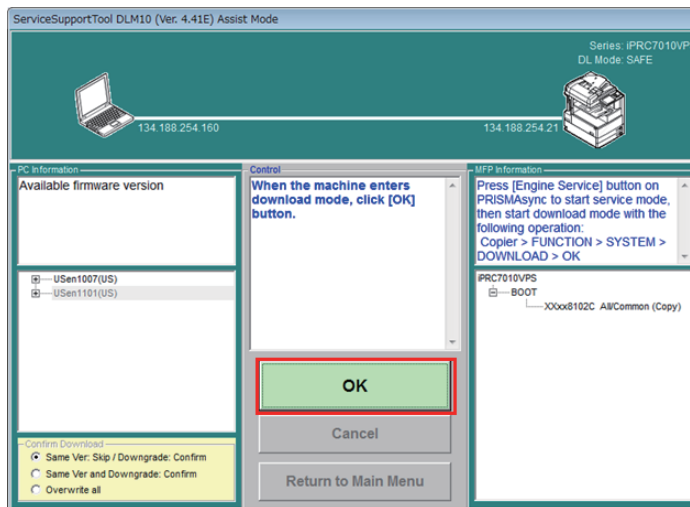 ServiceSupportTool DLM10 (Ver. 4.41E) Assist Mode
Series: iPRC7010VP
DL Mode: SAFE
134.188.254.160
134.188.254.21
PC Information
Available firmware version
USen1007(US)
USen1101(US)
Confirm Download
Same Ver: Skip / Downgrade: Confirm
Same Ver and Downgrade: Confirm
Overwrite all
Control
When the machine enters
download mode, click [OK]
button.
OK
Cancel
Return to Main Menu
MFP Information
Press [Engine Service] button on
PRISMAsync to start service mode,
then start download mode with the
following operation:
Copier > FUNCTION > SYSTEM >
DOWNLOAD > OK
iPRC7010VPS
BOOT
XXxx8102C All/Common (Copy)